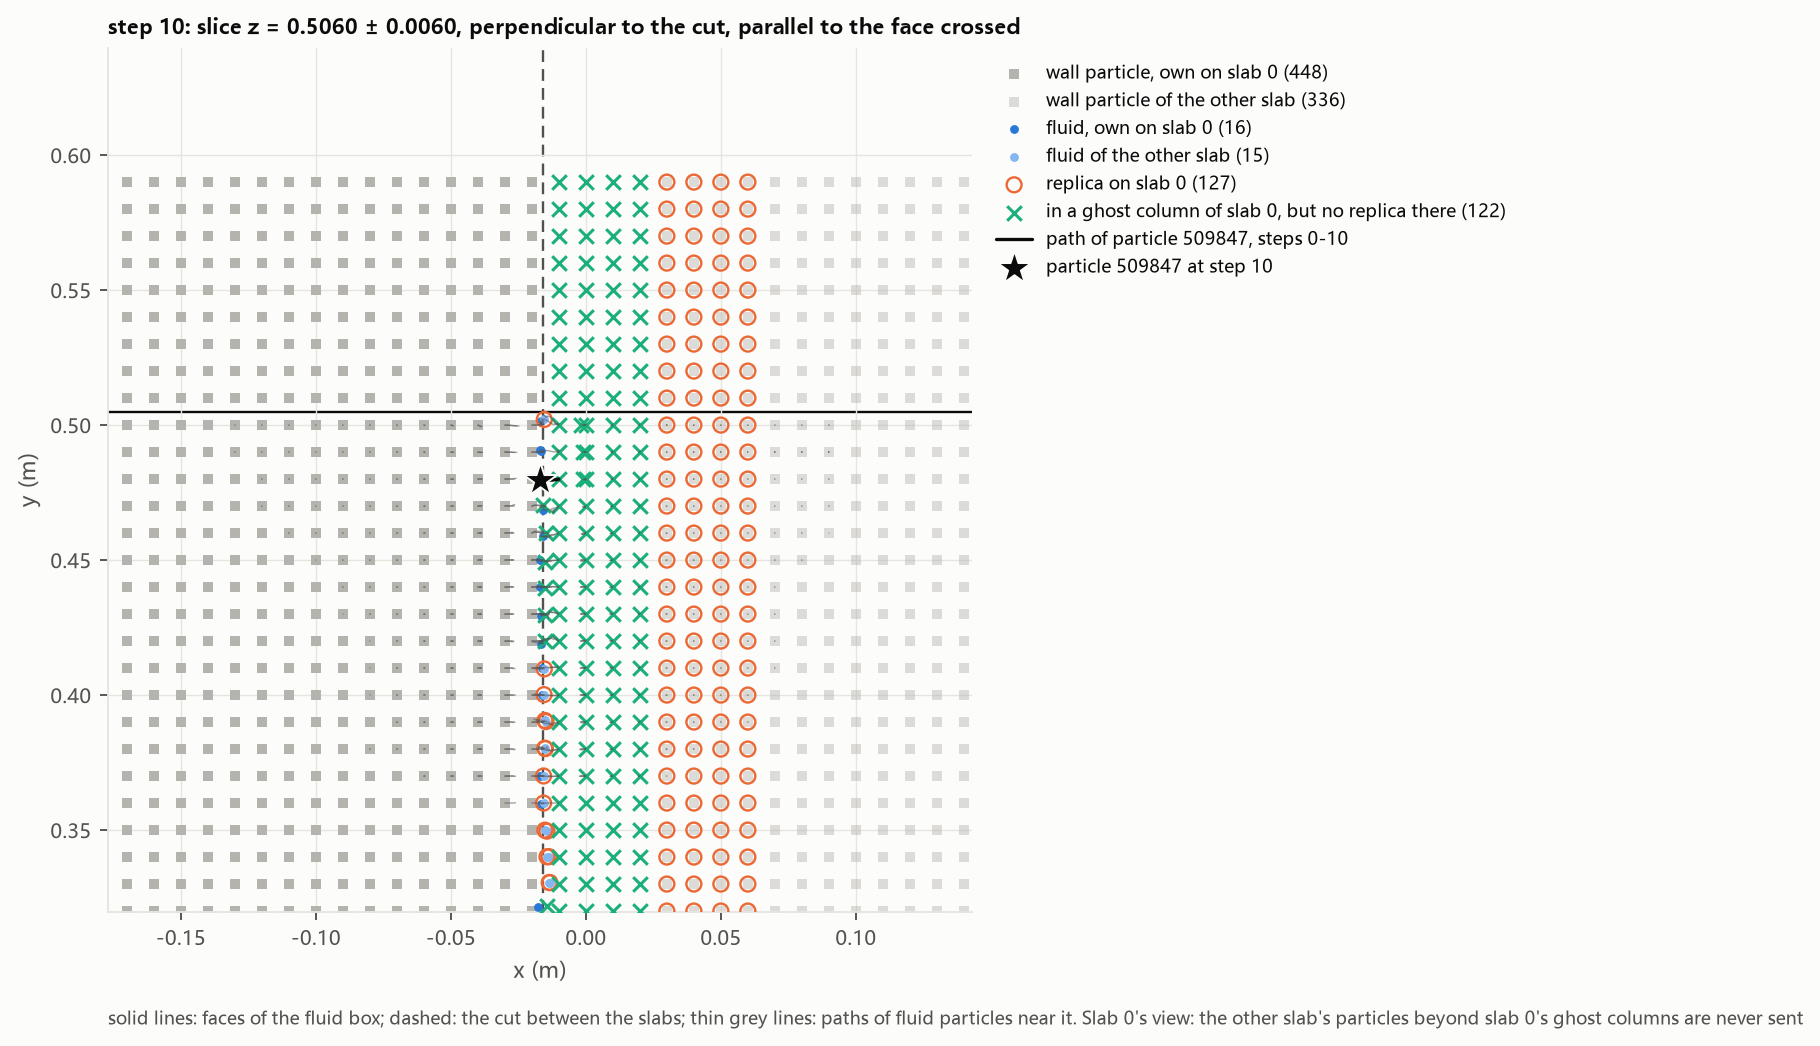 step 10: slice z = 0.5060 ± 0.0060, perpendicular to the cut, parallel to the face crossed
wall particle, own on slab 0 (448)
wall particle of the other slab (336)
fluid, own on slab 0 (16)
fluid of the other slab (15)
replica on slab 0 (127)
in a ghost column of slab 0, but no replica there (122)
path of particle 509847, steps 0-10
particle 509847 at step 10
0.60
0.55
0.50
0.45
0.40
0.35
y (m)
-0.15 -0.10 -0.05 0.00 0.05 0.10
x (m)
solid lines: faces of the fluid box; dashed: the cut between the slabs; thin grey lines: paths of fluid particles near it. Slab 0's view: the other slab's particles beyond slab 0's ghost columns are never sent